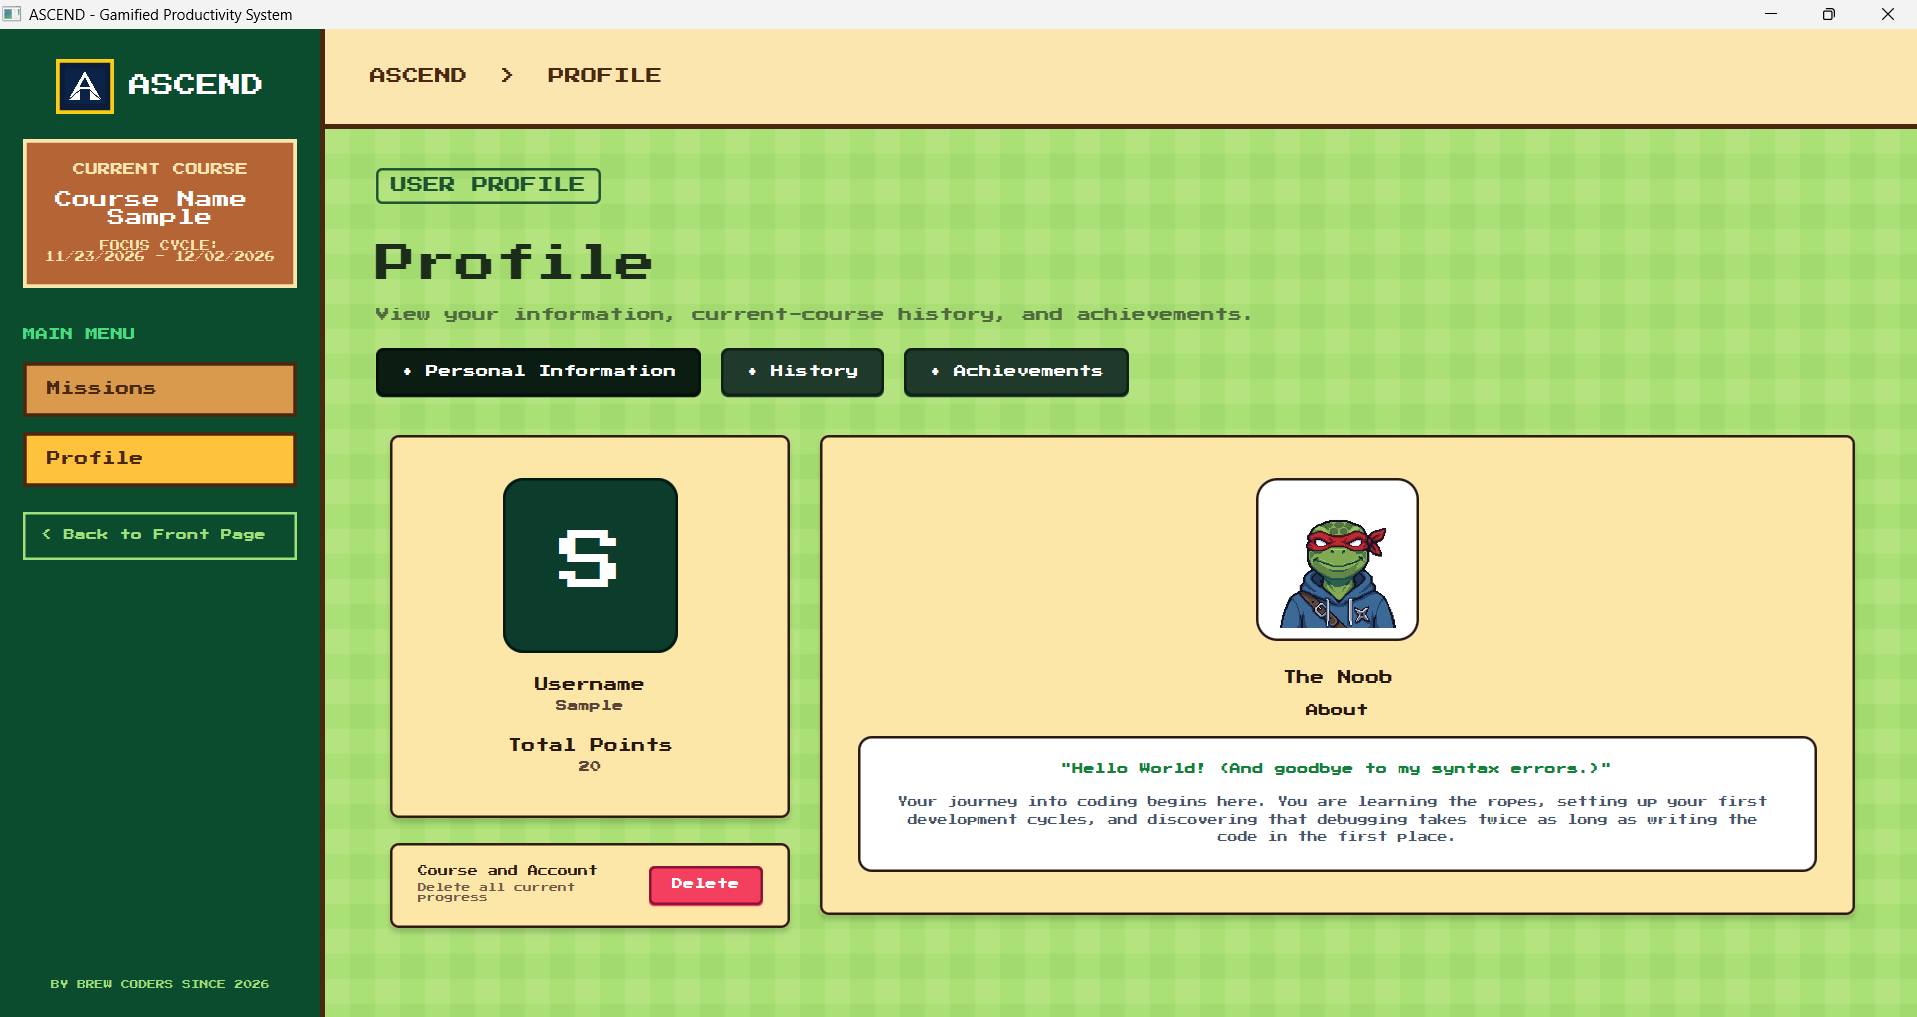 ASCEND - Gamified Productivity System
A ASCEND
CURRENT COURSE
Course Name
Sample
FOCUS CYCLE:
11/23/2026 - 12/02/2026
MAIN MENU
Missions
Profile
< Back to Front Page
BY BREW CODERS SINCE 2026
ASCEND > PROFILE
USER PROFILE
Profile
View your information, current-course history, and achievements.
• Personal Information
• History
• Achievements
S
Username
Sample
Total Points
20
Course and Account
Delete all current
progress
Delete
The Noob
About
"Hello World! (And goodbye to my syntax errors.)"
Your journey into coding begins here. You are learning the ropes, setting up your first
development cycles, and discovering that debugging takes twice as long as writing the
code in the first place.